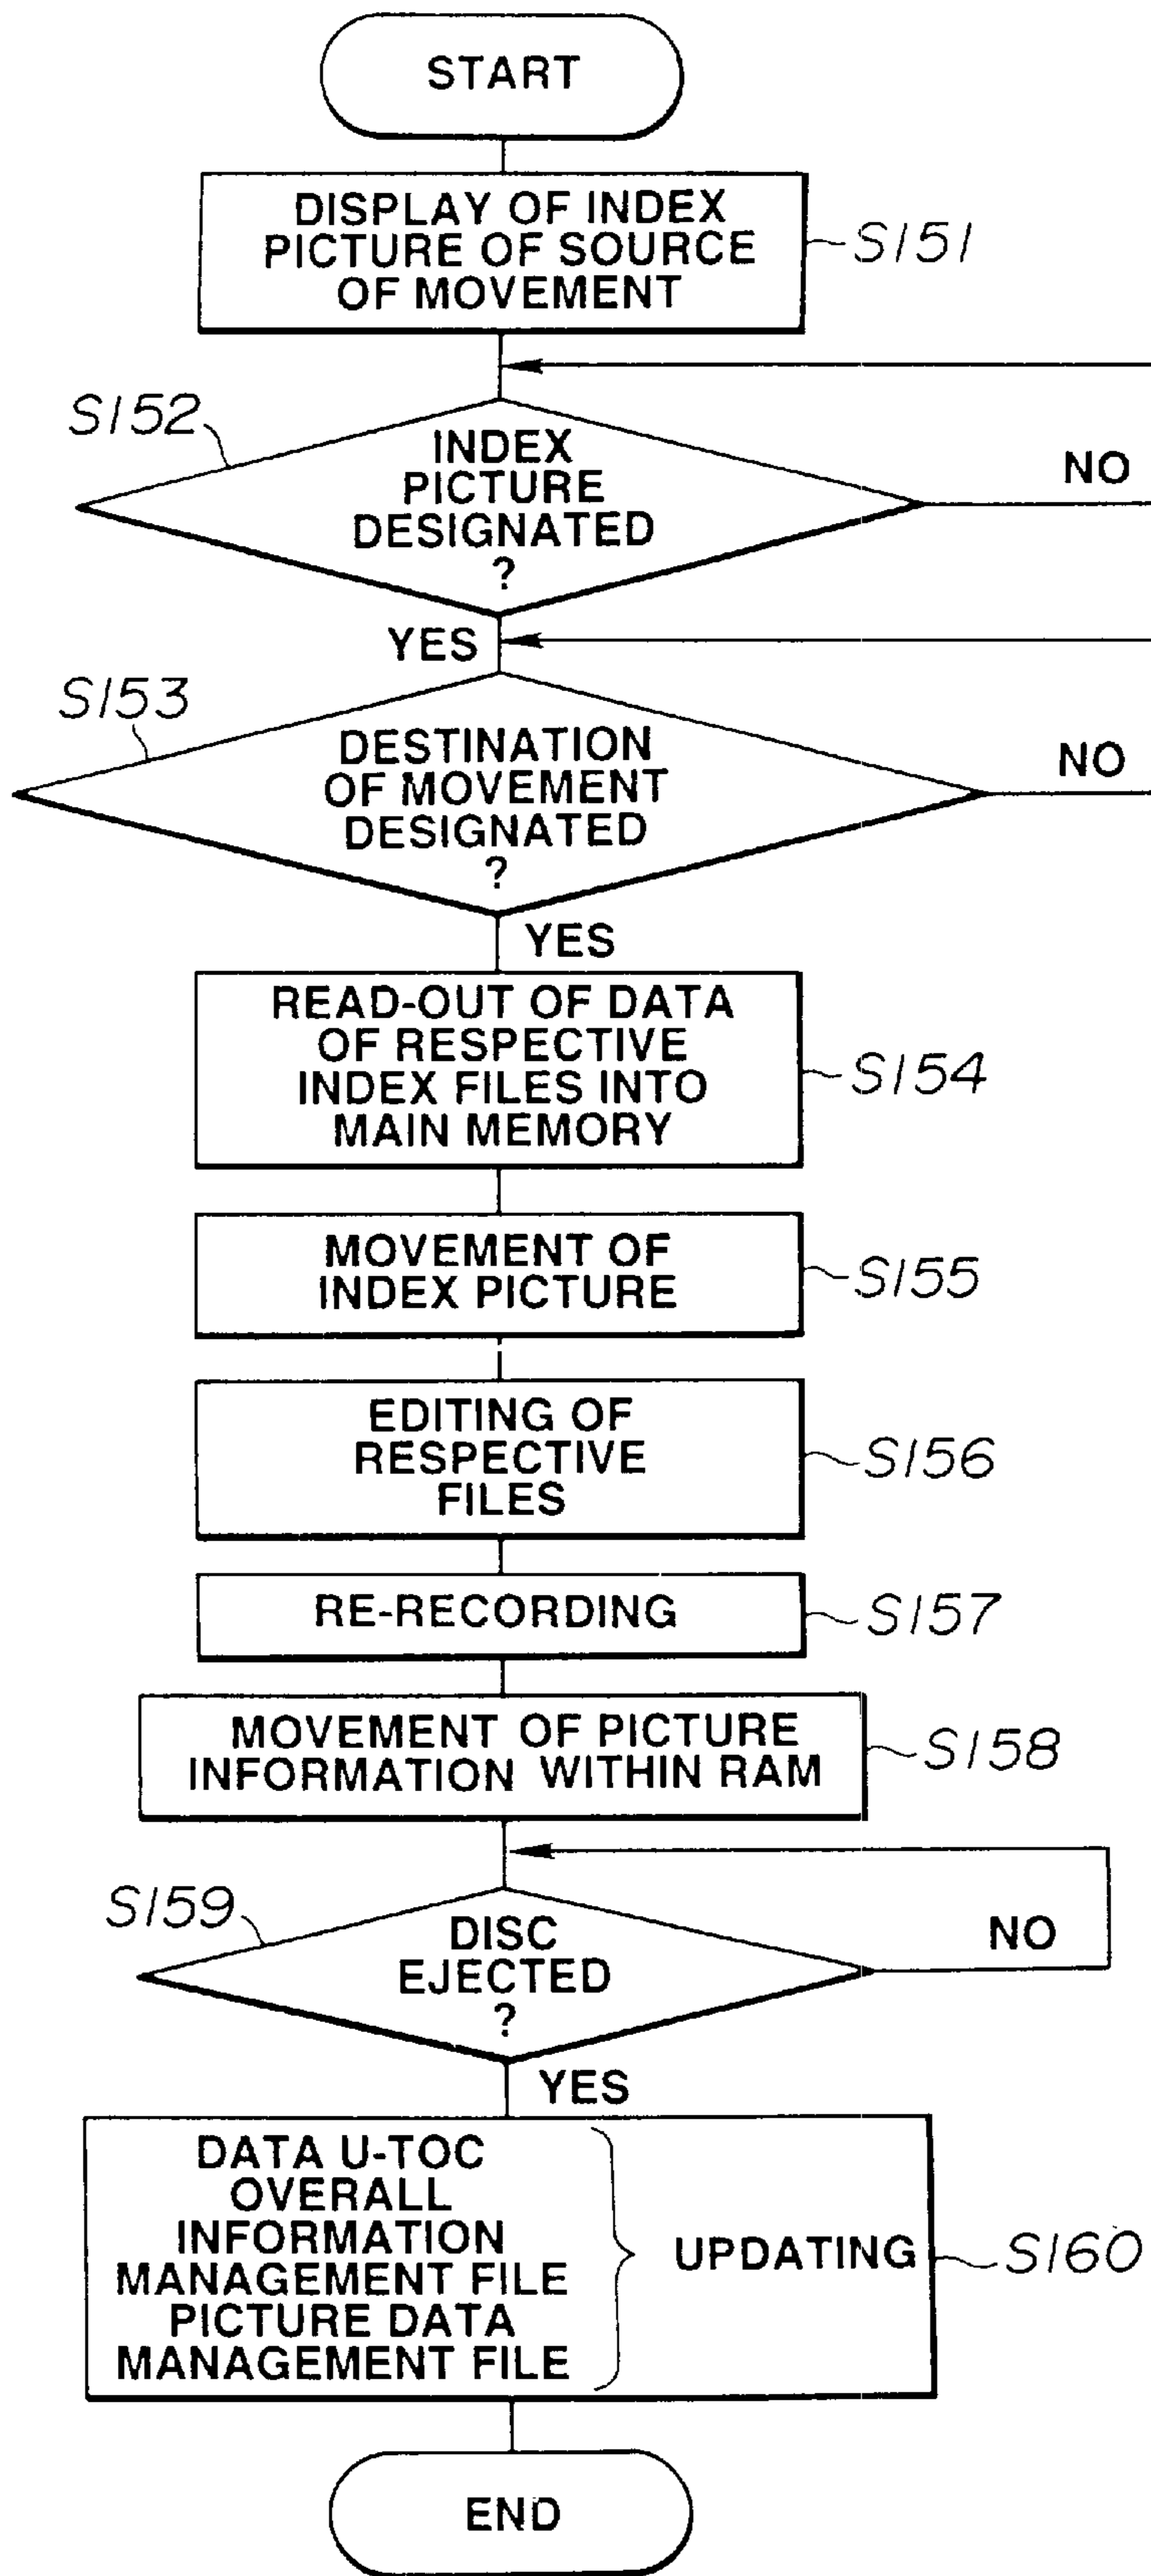 START
DISPLAY OF INDEX
PICTURE OF SOURCE
OF MOVEMENT
S151
S152
INDEX
PICTURE
DESIGNATED
?
NO
YES
S153
DESTINATION
OF MOVEMENT
DESIGNATED
?
NO
YES
READ-OUT OF DATA
OF RESPECTIVE
INDEX FILES INTO
MAIN MEMORY
S154
MOVEMENT OF
INDEX PICTURE
S155
EDITING OF
RESPECTIVE
FILES
S156
RE-RECORDING
S157
MOVEMENT OF PICTURE
INFORMATION WITHIN RAM
S158
S159
DISC
EJECTED
?
NO
YES
DATA U-TOC
OVERALL
INFORMATION
MANAGEMENT FILE
PICTURE DATA
MANAGEMENT FILE
UPDATING
S160
END